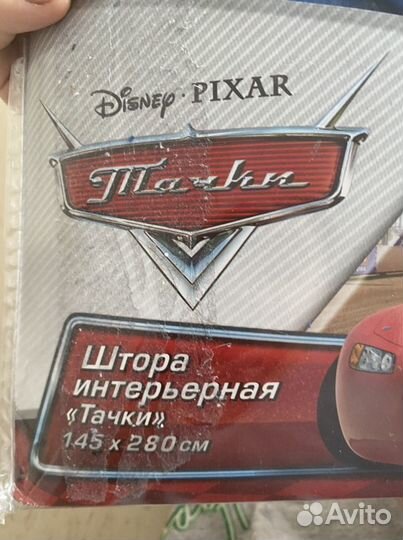 Disney · PIXAR
Тачки
Штора
интерьерная
«Тачки»
145 х 280 см
Avito